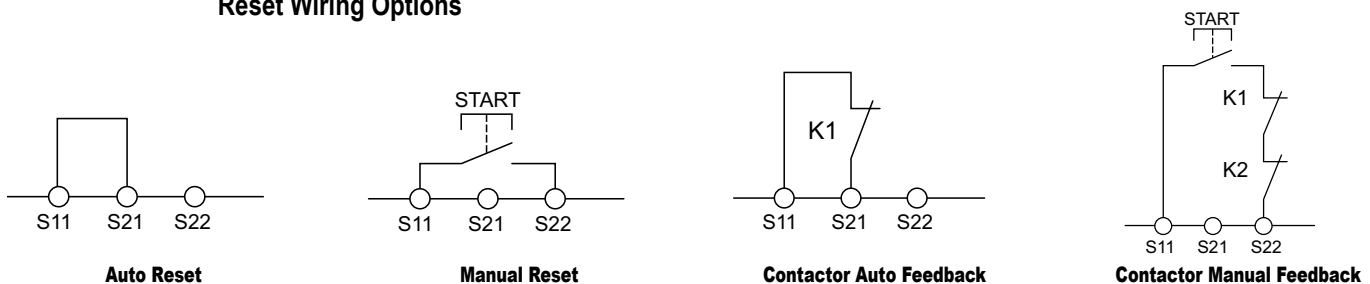 Reset Wiring Options
START
S11 S21 S22
Auto Reset
START
S11 S21 S22
Manual Reset
K1
S11 S21 S22
Contactor Auto Feedback
START
K1
K2
S11 S21 S22
Contactor Manual Feedback